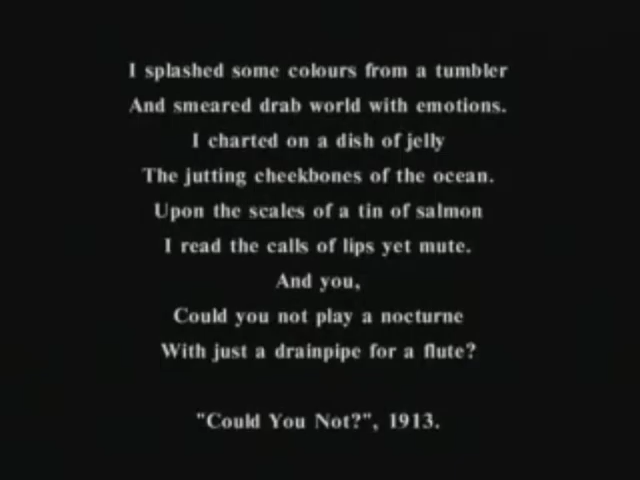 I splashed some colours from a tumbler
And smeared drab world with emotions.
I charted on a dish of jelly
The jutting cheekbones of the ocean.
Upon the scales of a tin of salmon
I read the calls of lips yet mute.
And you,
Could you not play a nocturne
With just a drainpipe for a flute?
"Could You Not?", 1913.